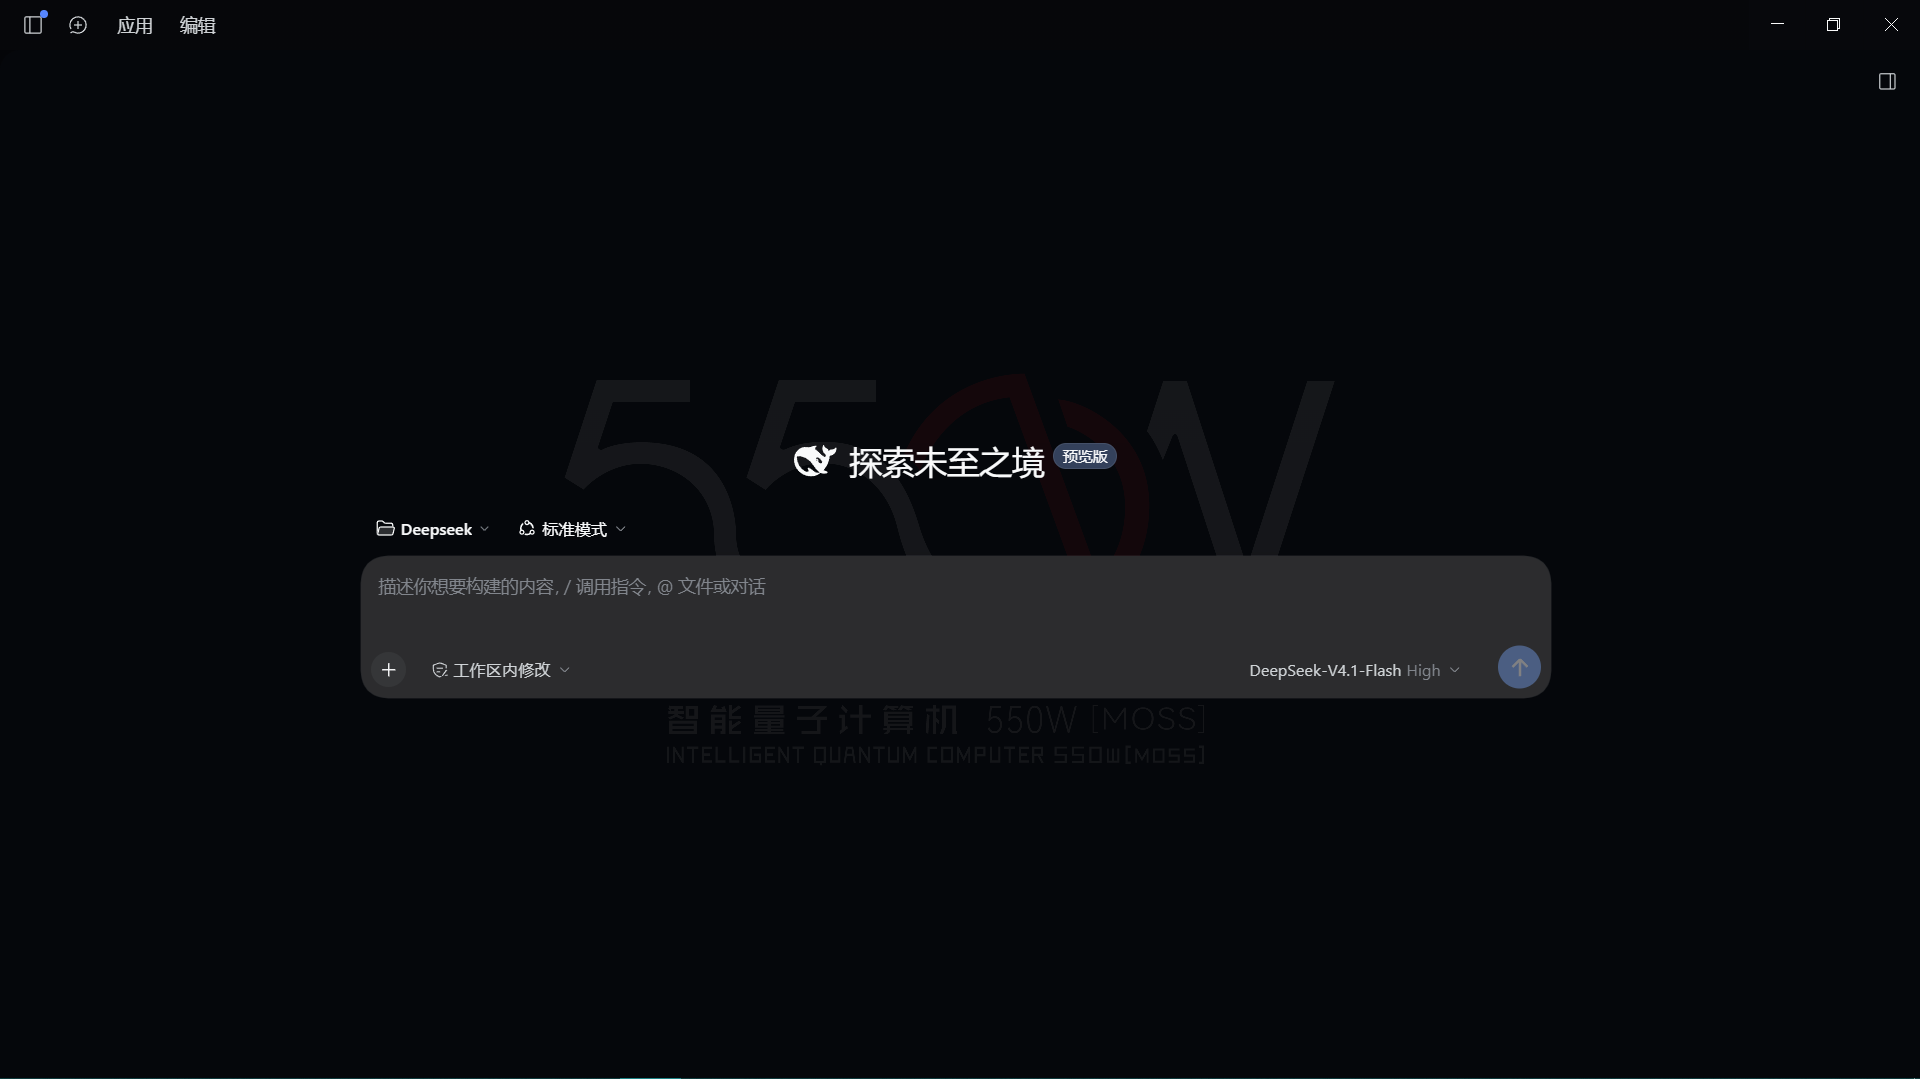 应用 编辑
550W
探索未至之境 预览版
Deepseek 标准模式
描述你想要构建的内容, / 调用指令, @ 文件或对话
工作区内修改 DeepSeek-V4.1-Flash High
智能量子计算机 550W [MOSS]
INTELLIGENT QUANTUM COMPUTER 550W[MOSS]